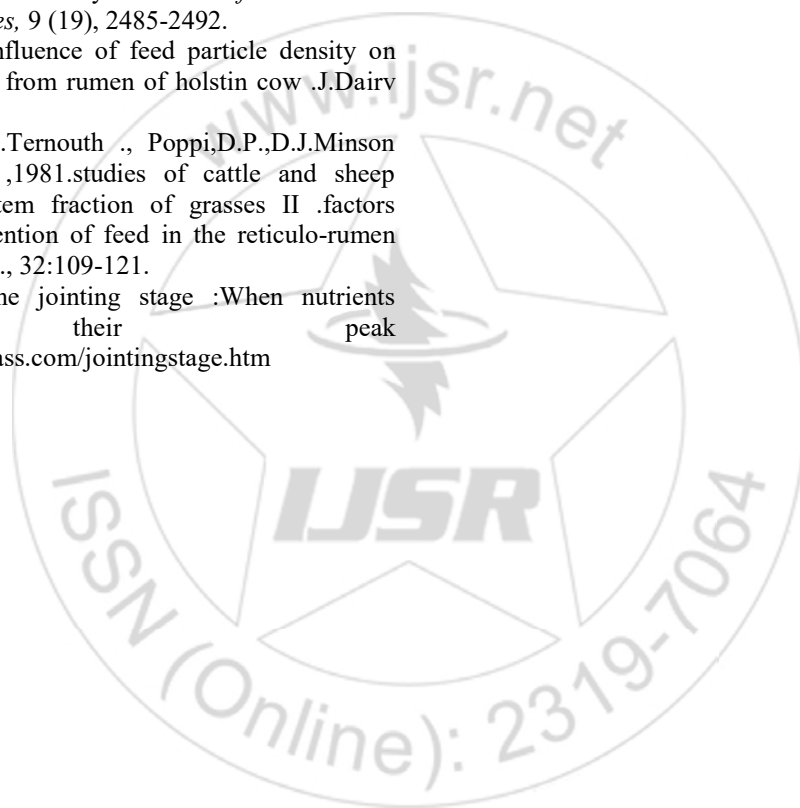 es, 9 (19), 2485-2492.
nfluence of feed particle density on
from rumen of holstin cow .J.Dairv
.Ternouth ., Poppi,D.P.,D.J.Minson
,1981.studies of cattle and sheep
tem fraction of grasses II .factors
ention of feed in the reticulo-rumen
., 32:109-121.
ne jointing stage :When nutrients
their peak
ass.com/jointingstage.htm
www.ijsr.net
IJSR
ISSN (Online): 2319-7064